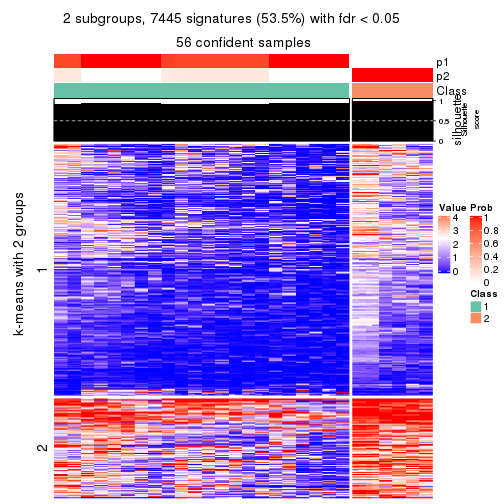 2 subgroups, 7445 signatures (53.5%) with fdr < 0.05
56 confident samples
p1
p2
Class
silhouette
Silhouette
score
1
0.5
0
k-means with 2 groups
1
2
Value
4
3
2
1
0
Prob
1
0.8
0.6
0.4
0.2
0
Class
1
2